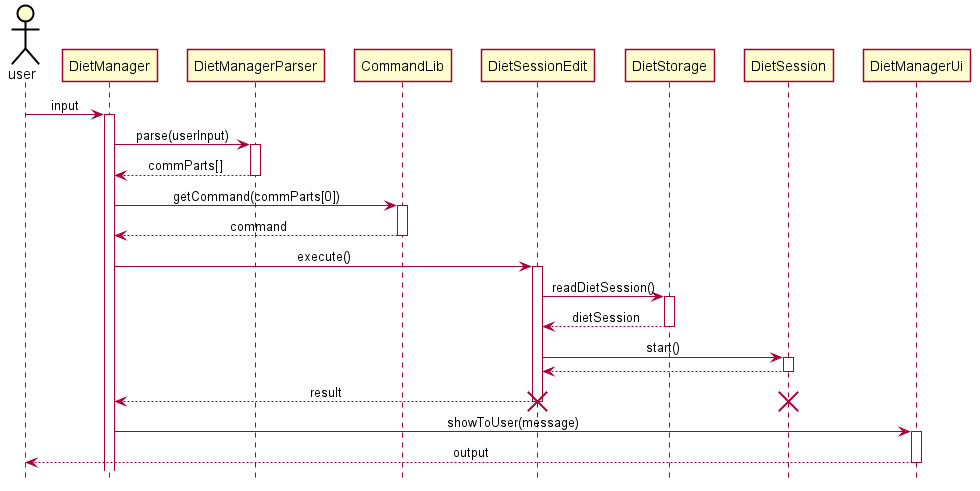 user
DietManager
DietManagerParser
CommandLib
DietSessionEdit
DietStorage
DietSession
DietManagerUi
input
parse(userInput)
commParts[]
getCommand(commParts[0])
command
execute()
readDietSession()
dietSession
start()
result
showToUser(message)
output